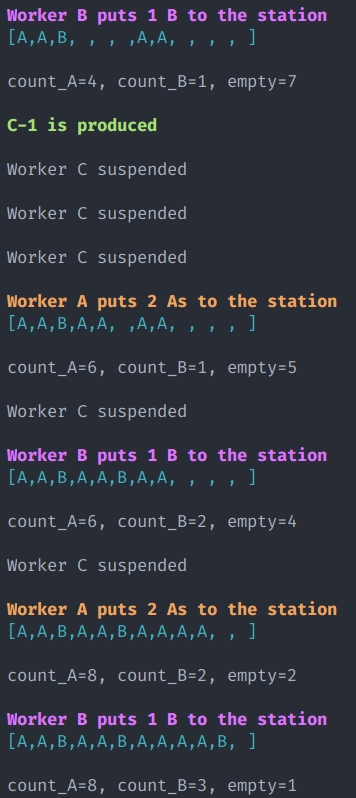 Worker B puts 1 B to the station
[A,A,B, , , ,A,A, , , , ]
count_A=4, count_B=1, empty=7
C-1 is produced
Worker C suspended
Worker C suspended
Worker C suspended
Worker A puts 2 As to the station
[A,A,B,A,A, ,A,A, , , , ]
count_A=6, count_B=1, empty=5
Worker C suspended
Worker B puts 1 B to the station
[A,A,B,A,A,B,A,A, , , , ]
count_A=6, count_B=2, empty=4
Worker C suspended
Worker A puts 2 As to the station
[A,A,B,A,A,B,A,A,A,A, , ]
count_A=8, count_B=2, empty=2
Worker B puts 1 B to the station
[A,A,B,A,A,B,A,A,A,A,B, ]
count_A=8, count_B=3, empty=1